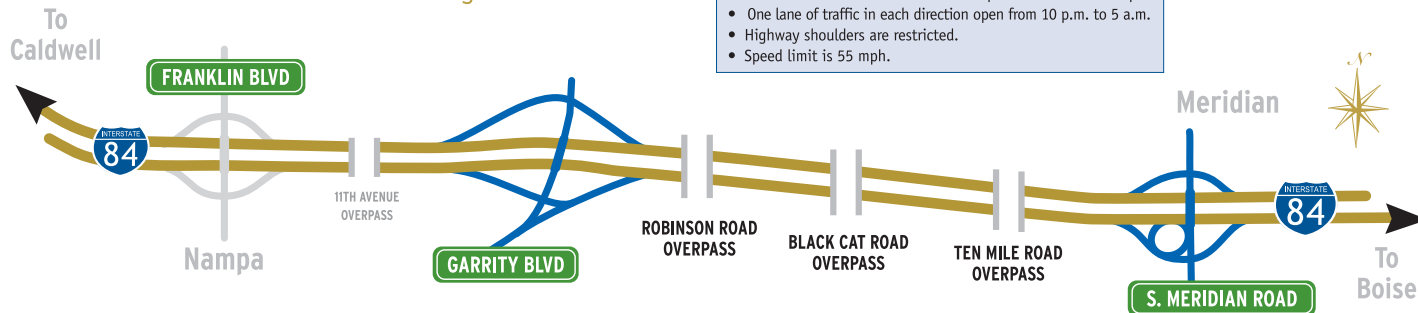 • One lane of traffic in each direction open from 10 p.m. to 5 a.m.
• Highway shoulders are restricted.
• Speed limit is 55 mph.
To
Caldwell
FRANKLIN BLVD
N
Meridian
INTERSTATE
84
11TH AVENUE
OVERPASS
Nampa
GARRITY BLVD
ROBINSON ROAD
OVERPASS
BLACK CAT ROAD
OVERPASS
TEN MILE ROAD
OVERPASS
INTERSTATE
84
S. MERIDIAN ROAD
To
Boise